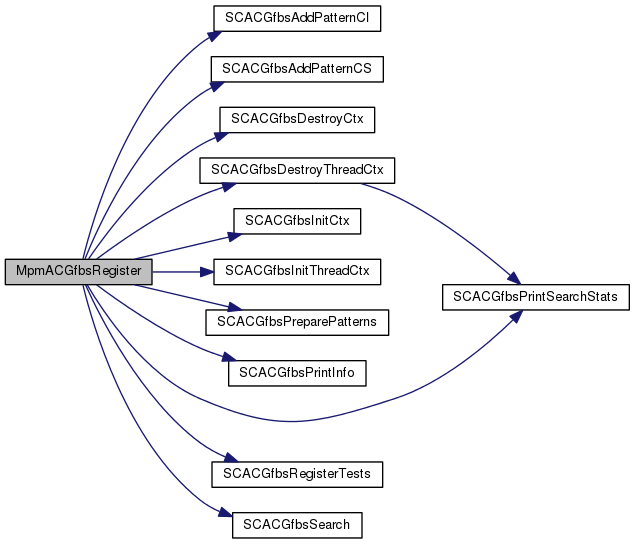 SCACGfbsAddPatternCI
SCACGfbsAddPatternCS
SCACGfbsDestroyCtx
SCACGfbsDestroyThreadCtx
SCACGfbsInitCtx
MpmACGfbsRegister
SCACGfbsInitThreadCtx
SCACGfbsPrintSearchStats
SCACGfbsPreparePatterns
SCACGfbsPrintInfo
SCACGfbsRegisterTests
SCACGfbsSearch